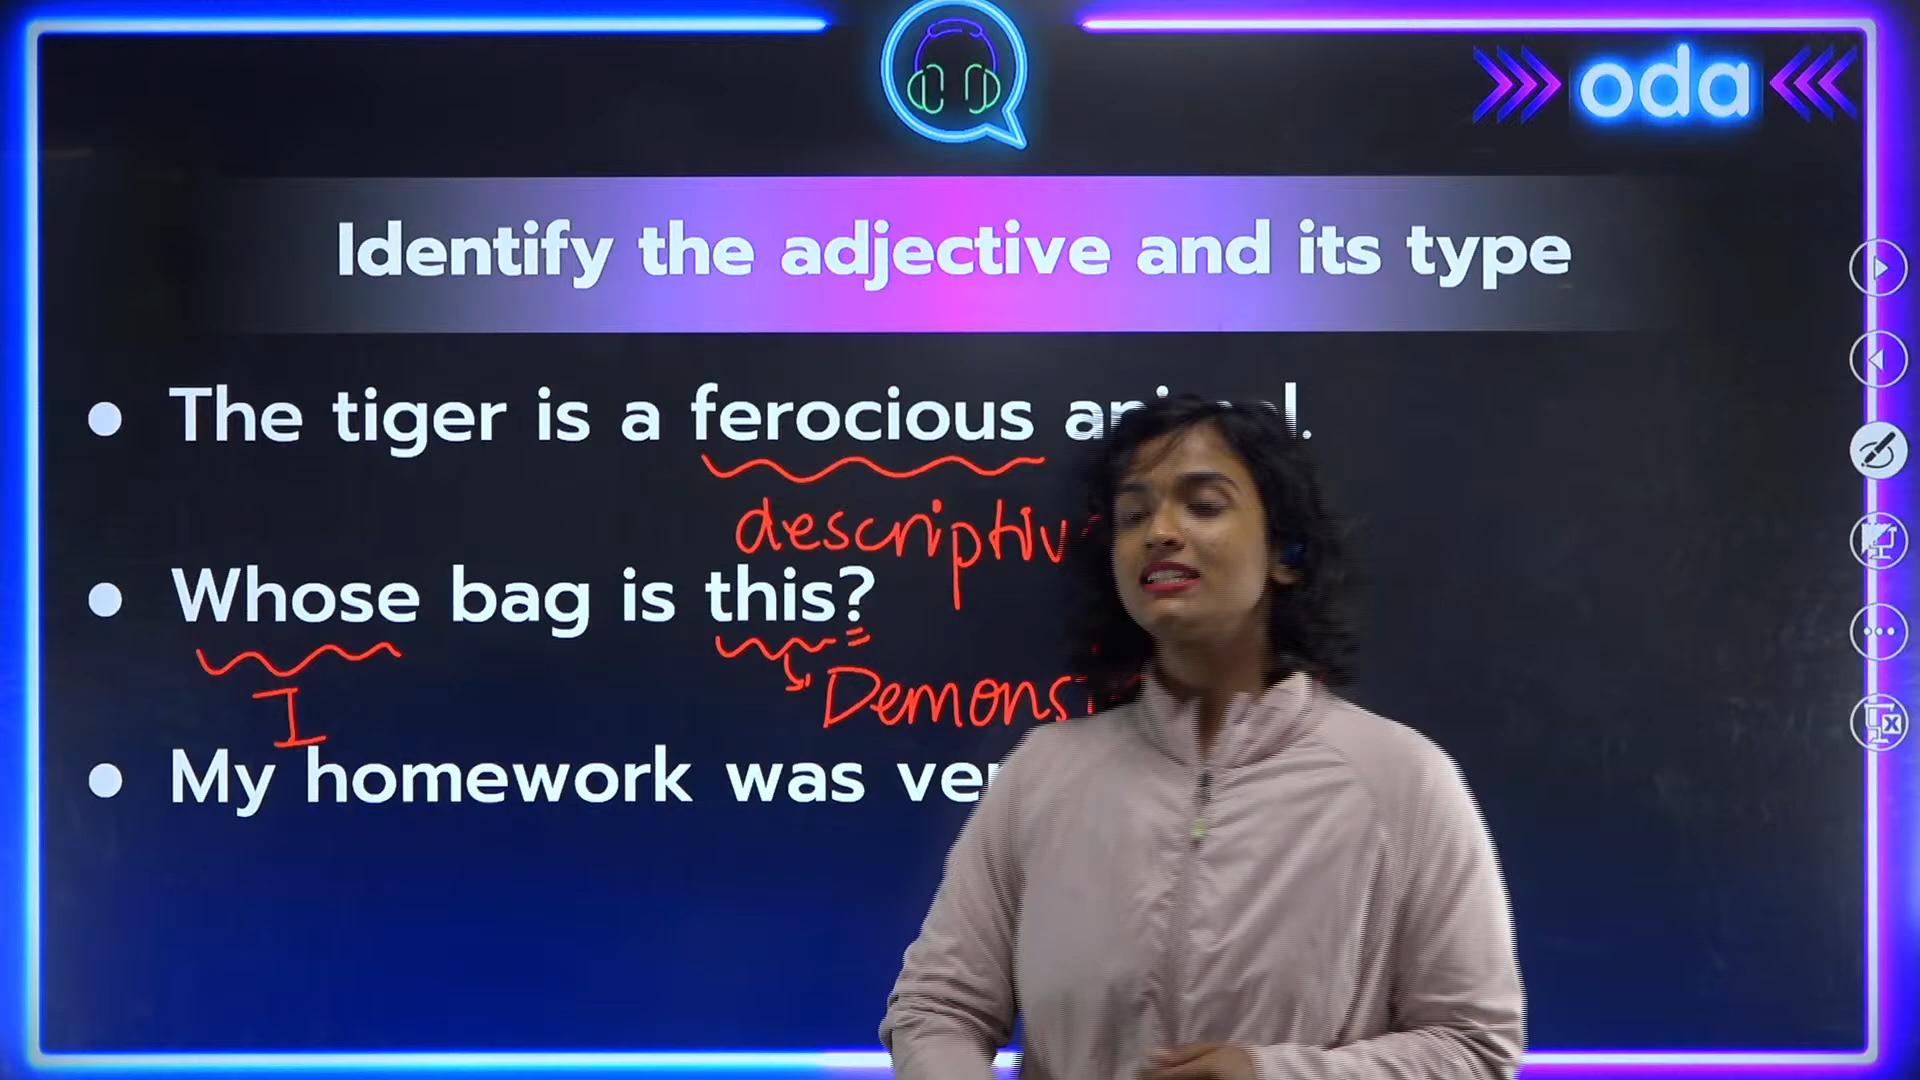 oda
Identify the adjective and its type
The tiger is a ferocious
descriptiv
Whose bag is this?
I
Demons
My homework was